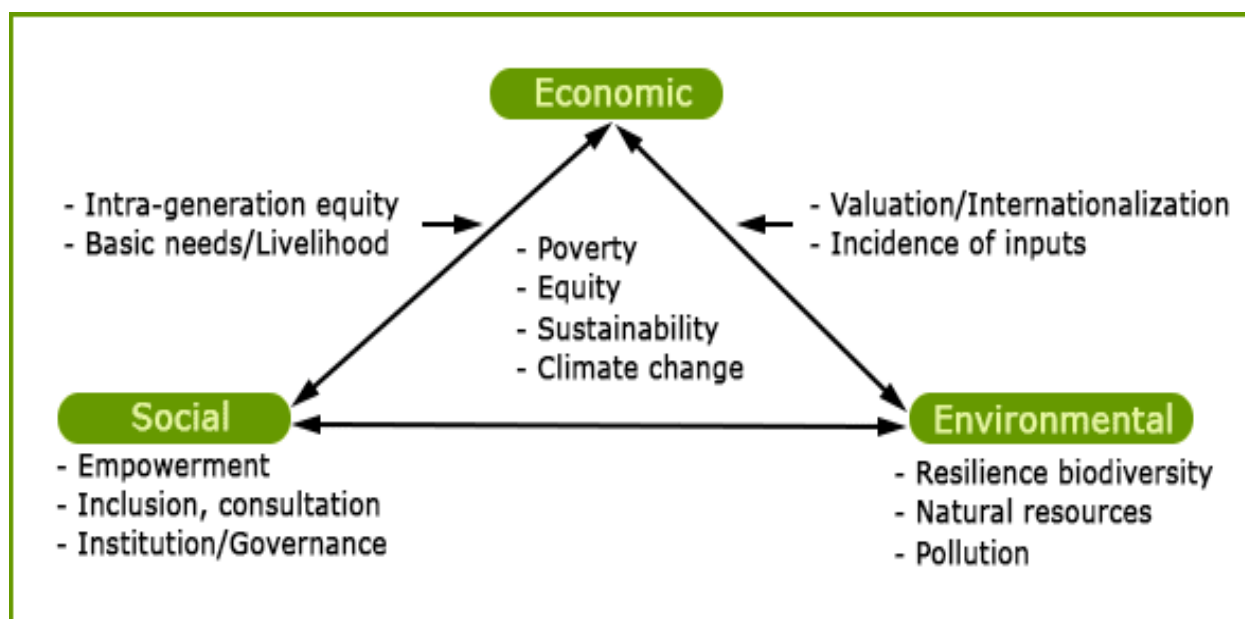 Economic
- Intra-generation equity
- Basic needs/Livelihood
- Valuation/Internationalization
- Incidence of inputs
- Poverty
- Equity
- Sustainability
- Climate change
Social
- Empowerment
- Inclusion, consultation
- Institution/Governance
Environmental
- Resilience biodiversity
- Natural resources
- Pollution